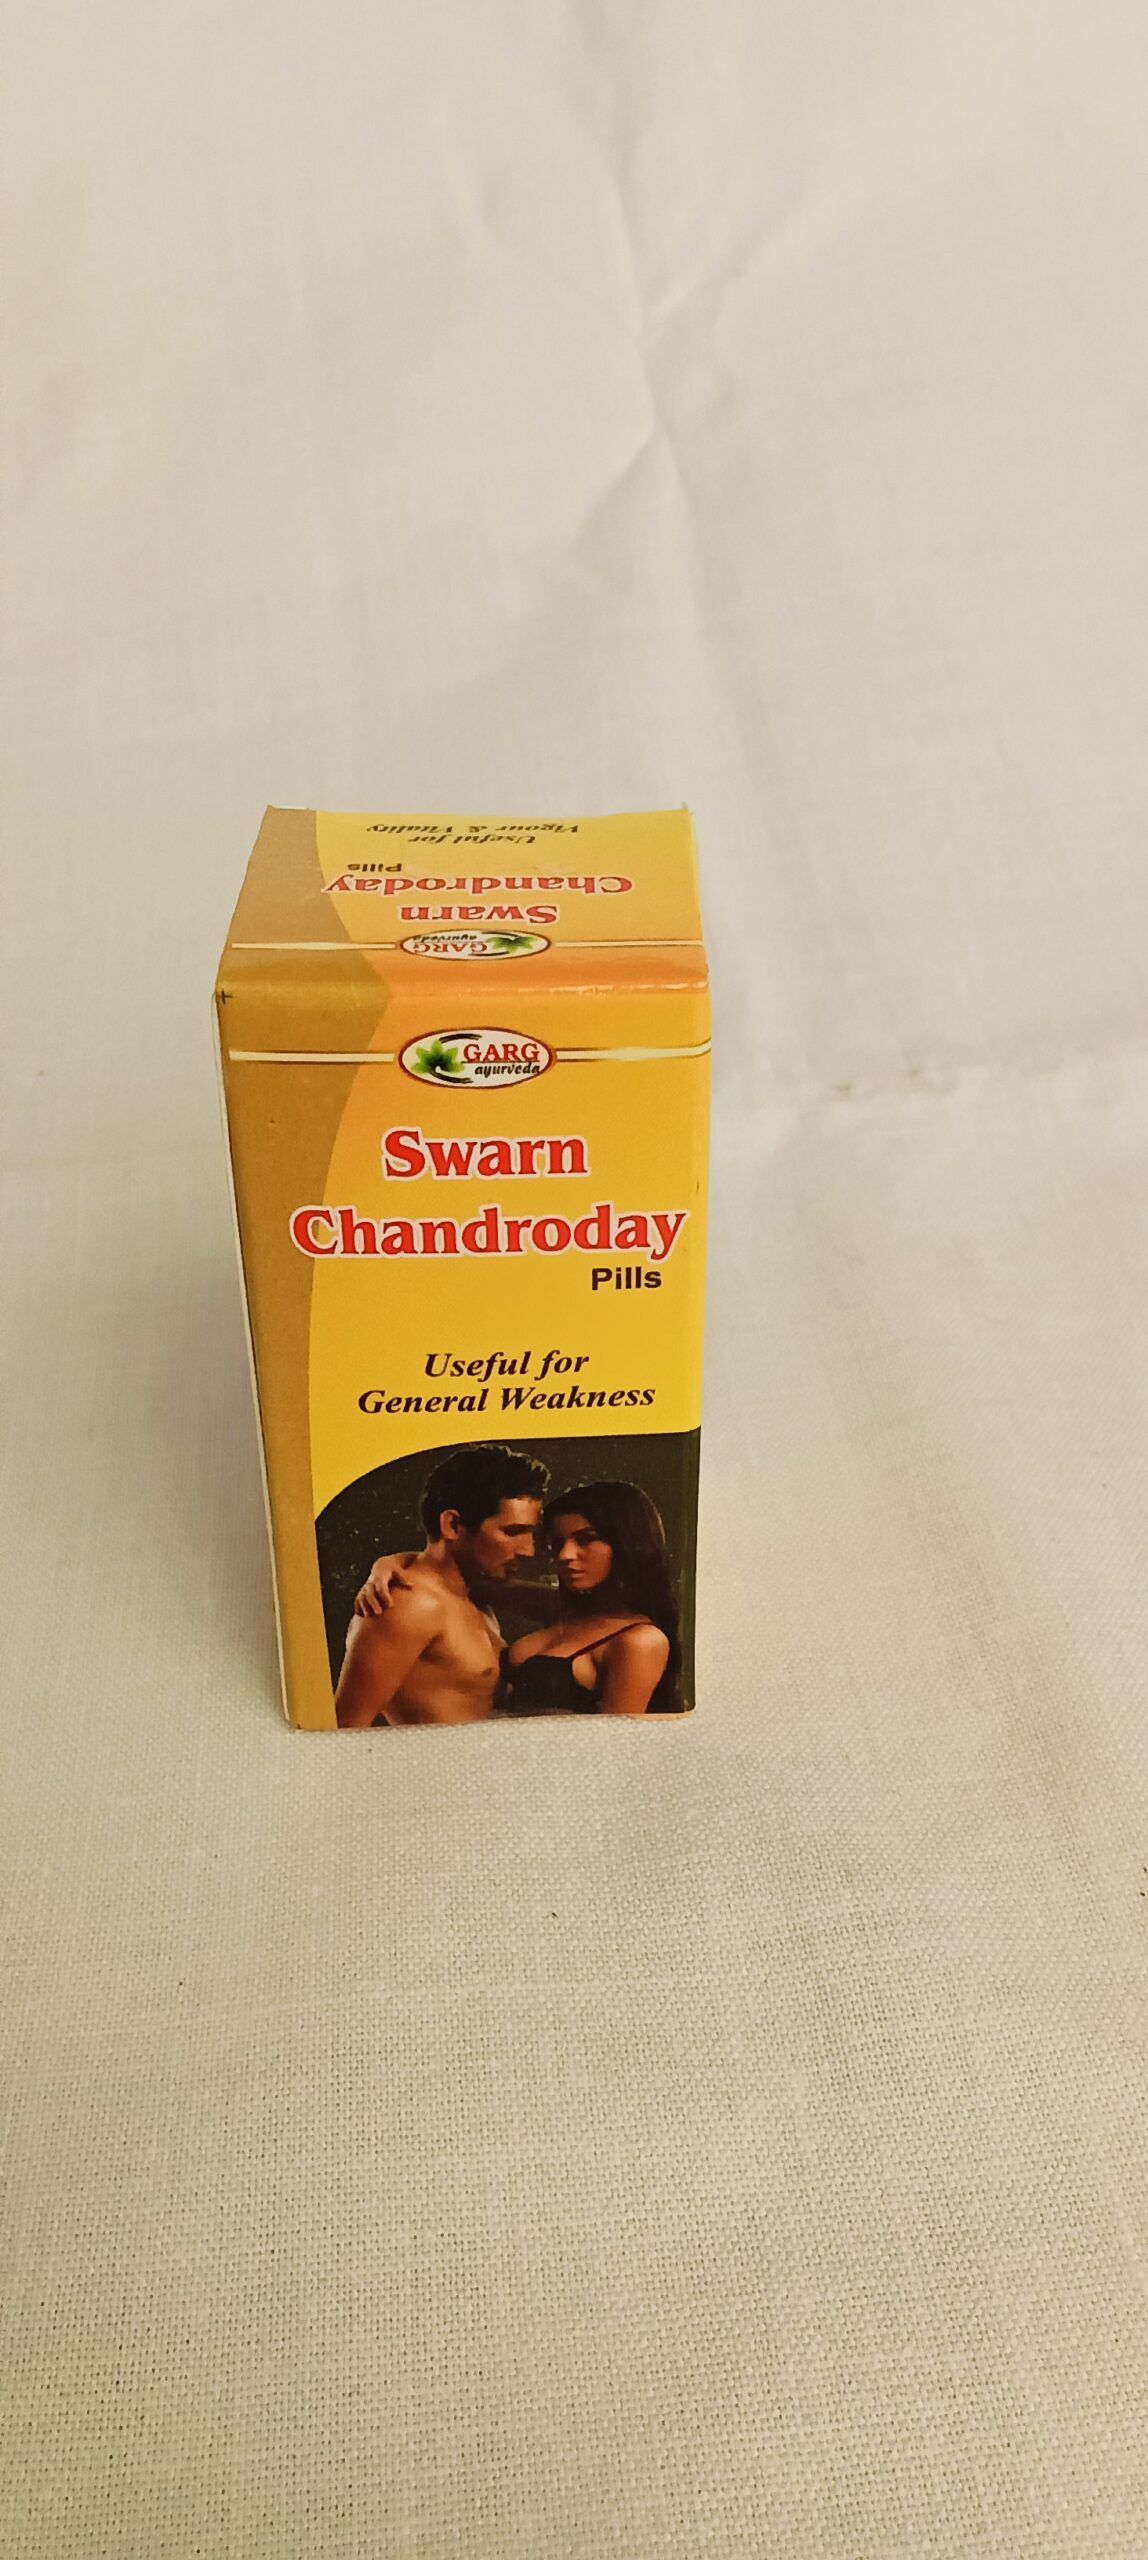 Useful for
Vigour & Vitality
Swarn
Chandroday
Pills
GARG
ayurveda
GARG
ayurveda
Swarn
Chandroday
Pills
Useful for
General Weakness